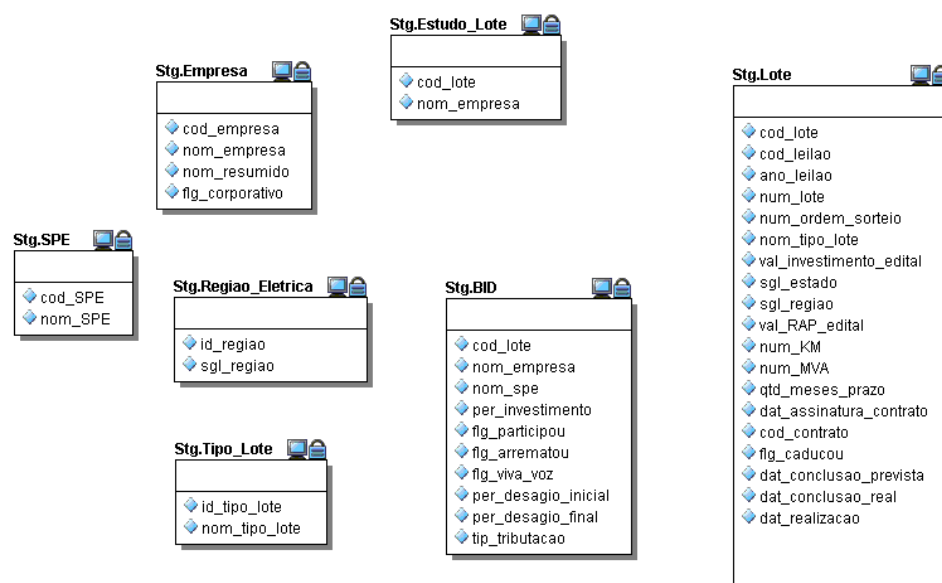 Stg.Estudo_Lote
cod_lote
nom_empresa
Stg.Empresa
cod_empresa
nom_empresa
nom_resumido
flg_corporativo
Stg.Lote
cod_lote
cod_leilao
ano_leilao
num_lote
num_ordem_sorteio
nom_tipo_lote
val_investimento_edital
sgl_estado
sgl_regiao
val_RAP_edital
num_KM
num_MVA
qtd_meses_prazo
dat_assinatura_contrato
cod_contrato
flg_caducou
dat_conclusao_prevista
dat_conclusao_real
dat_realizacao
Stg.SPE
cod_SPE
nom_SPE
Stg.Regiao_Eletrica
id_regiao
sgl_regiao
Stg.BID
cod_lote
nom_empresa
nom_spe
per_investimento
flg_participou
flg_arrematou
flg_viva_voz
per_desagio_inicial
per_desagio_final
tip_tributacao
Stg.Tipo_Lote
id_tipo_lote
nom_tipo_lote